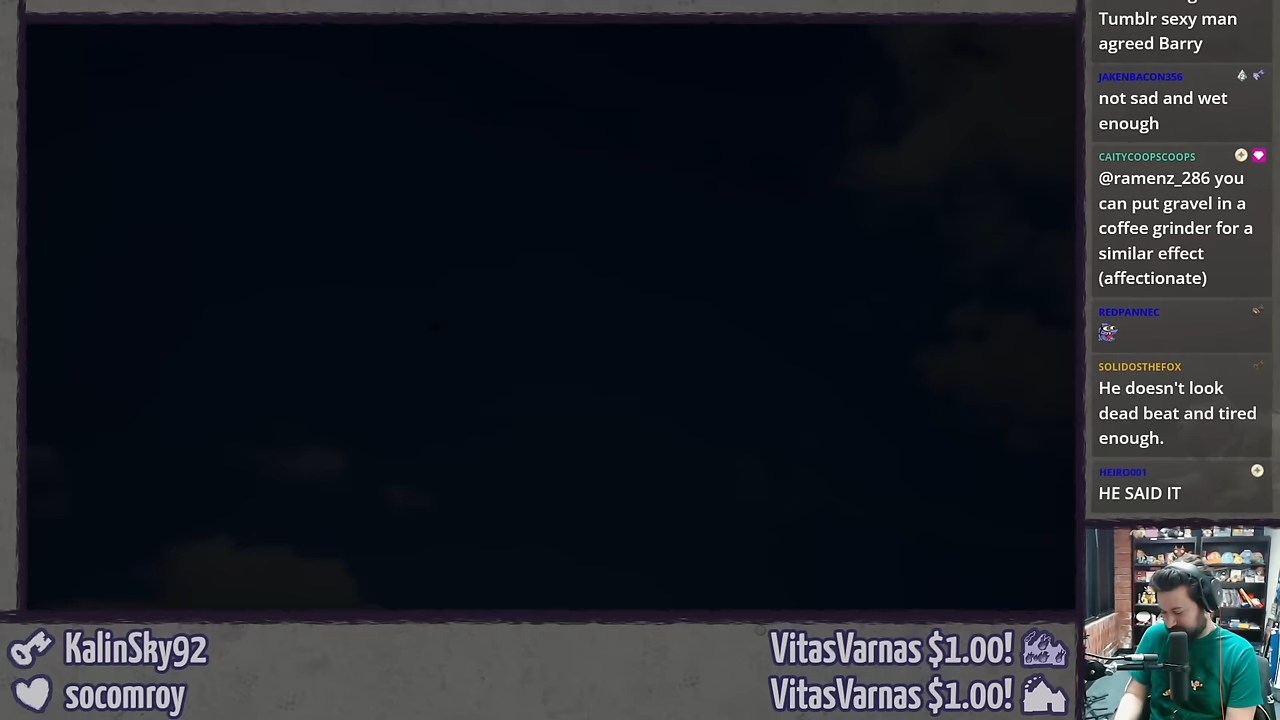 Tumblr sexy man
agreed Barry
JAKENBACON356
not sad and wet
enough
CAITYCOOPSCOOPS
@ramenz_286 you
can put gravel in a
coffee grinder for a
similar effect
(affectionate)
REDPANNEC
SOLIDOSTHEFOX
He doesn't look
dead beat and tired
enough.
HEIRO001
HE SAID IT
KalinSky92
socomroy
VitasVarnas $1.00!
VitasVarnas $1.00!